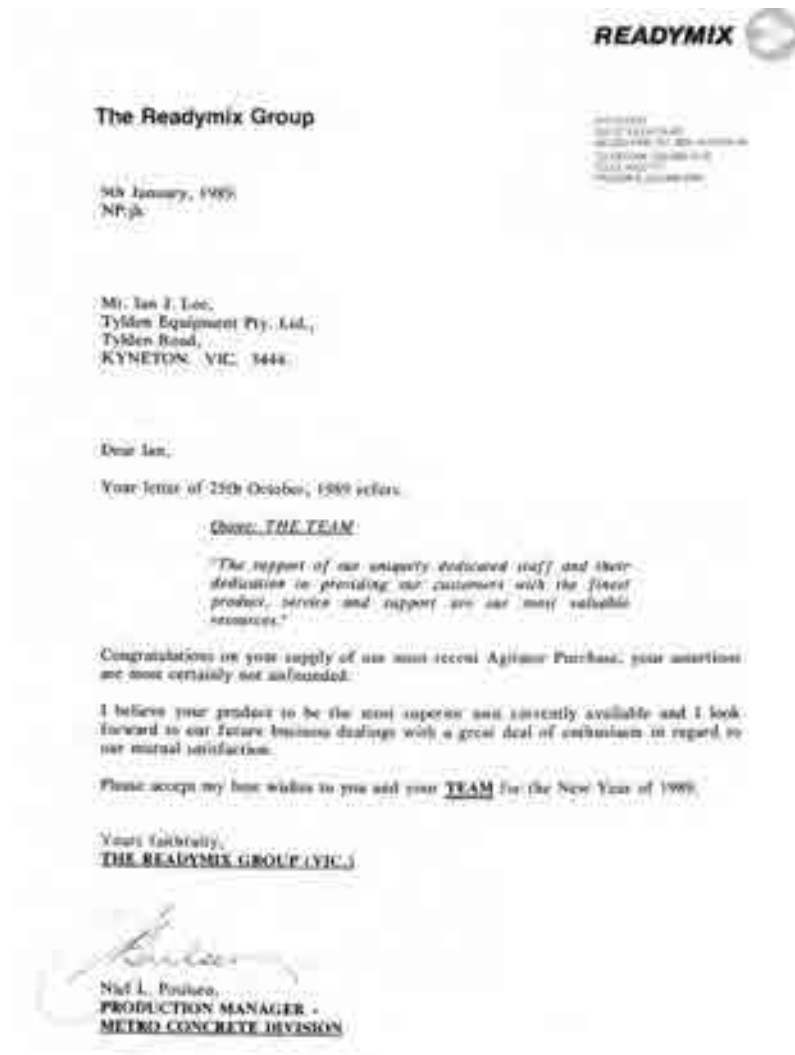 READYMIX
The Readymix Group
9th January, 1989.
NP:jh
Mr. Ian J. Lee,
Tylden Equipment Pty. Ltd.,
Tylden Road,
KYNETON. VIC. 3444.
Dear Ian,
Your letter of 25th October, 1989 refers.
Quote: THE TEAM
"The support of our uniquely dedicated staff and their
dedication in providing our customers with the finest
product, service and support are our most valuable
resources."
Congratulations on your supply of our most recent Agitator Purchase, your assertions
are most certainly not unfounded.
I believe your product to be the most superior unit currently available and I look
forward to our future business dealings with a great deal of enthusiasm in regard to
our mutual satisfaction.
Please accept my best wishes to you and your TEAM for the New Year of 1989.
Yours faithfully,
THE READYMIX GROUP (VIC.)
L. Poulsen,
PRODUCTION MANAGER -
METRO CONCRETE DIVISION